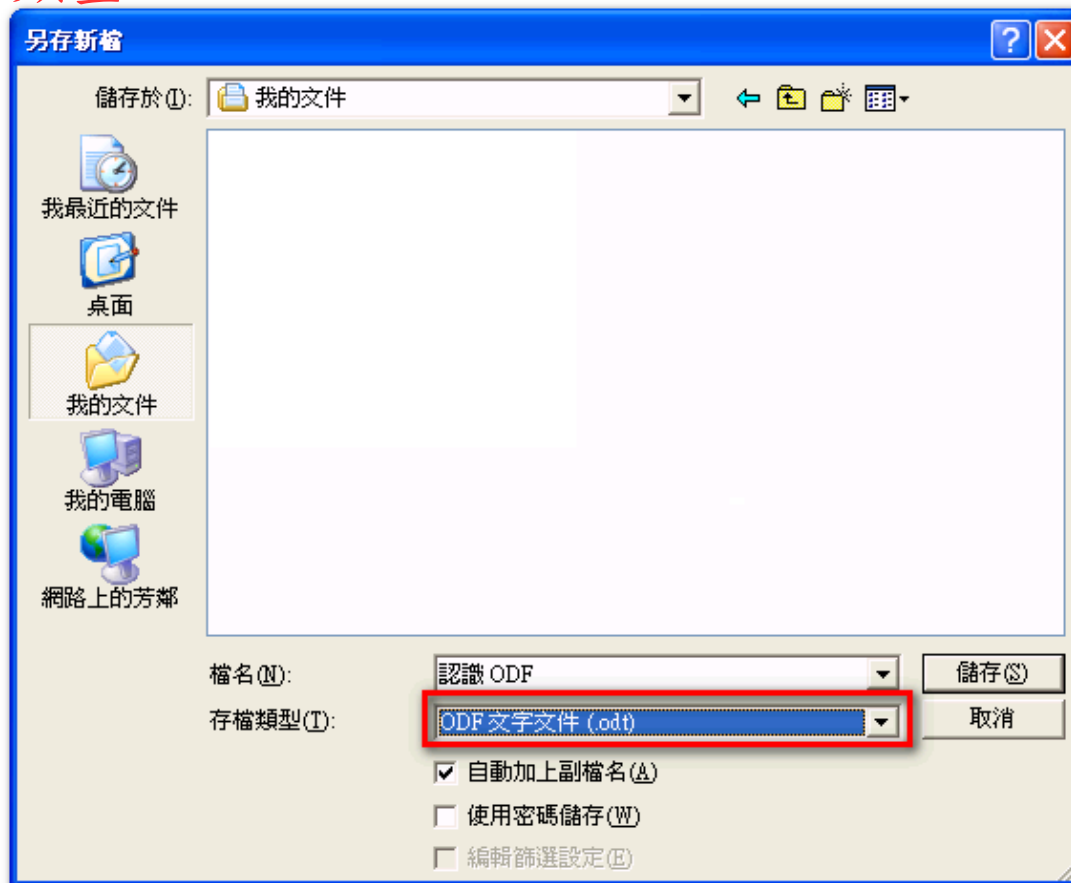 另存新檔
儲存於(I): 我的文件
我最近的文件
桌面
我的文件
我的電腦
網路上的芳鄰
檔名(N): 認識 ODF 儲存(S)
存檔類型(T): ODF 文字文件 (.odt) 取消
自動加上副檔名(A)
使用密碼儲存(W)
編輯篩選設定(E)